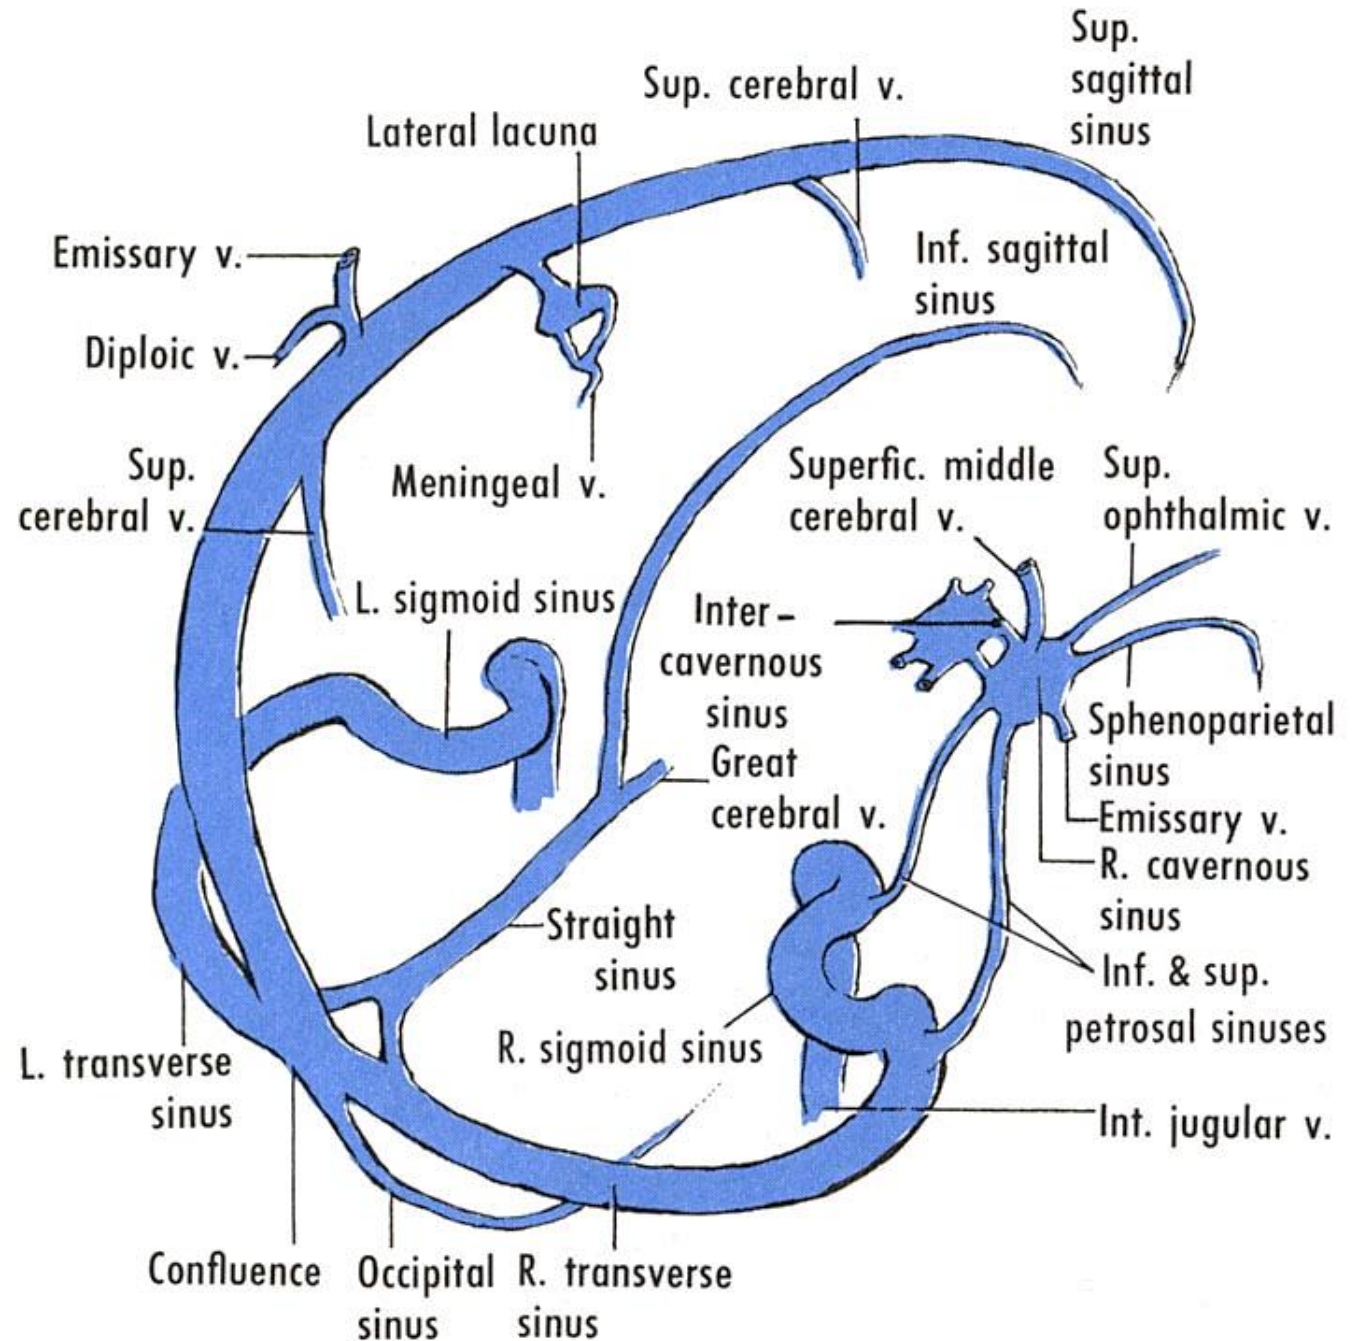 Sup.
sagittal
sinus
Sup. cerebral v.
Lateral lacuna
Emissary v.
Inf. sagittal
sinus
Diploic v.
Sup.
cerebral v.
Meningeal v.
Superfic. middle
cerebral v.
Sup.
ophthalmic v.
L. sigmoid sinus
Inter-
cavernous
sinus
Great
cerebral v.
Sphenoparietal
sinus
Emissary v.
R. cavernous
sinus
Straight
sinus
Inf. & sup.
petrosal sinuses
R. sigmoid sinus
L. transverse
sinus
Int. jugular v.
Confluence
Occipital
sinus
R. transverse
sinus